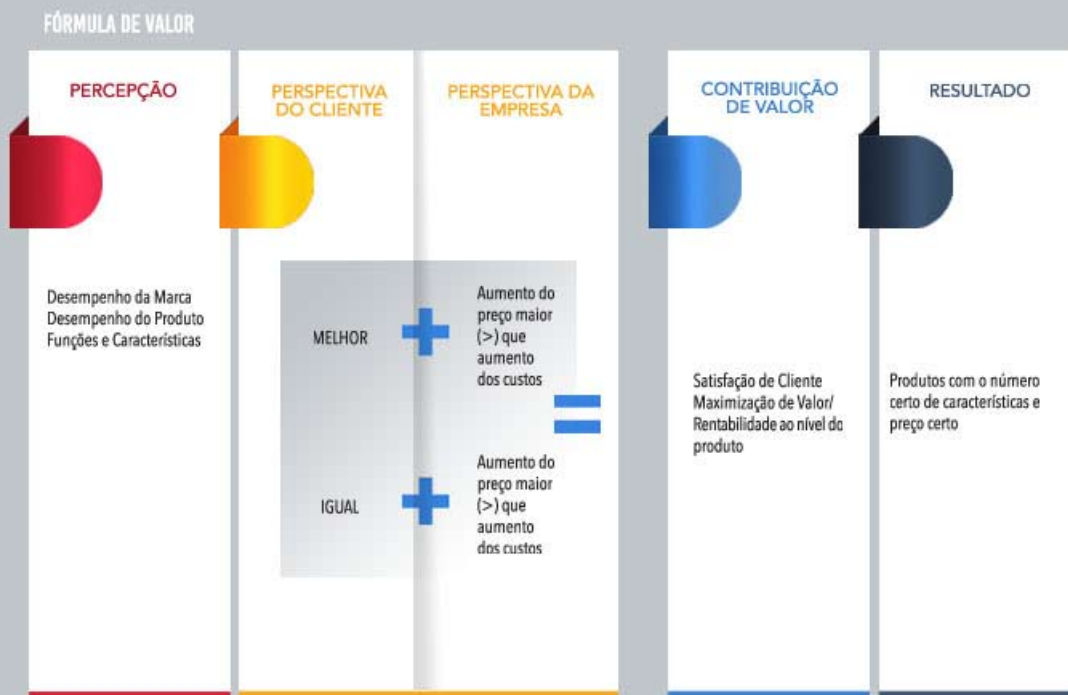 FÓRMULA DE VALOR
PERCEPÇÃO
Desempenho da Marca
Desempenho do Produto
Funções e Características
PERSPECTIVA
DO CLIENTE
PERSPECTIVA DA
EMPRESA
MELHOR
+
Aumento do
preço maior
(>) que
aumento
dos custos
IGUAL
+
Aumento do
preço maior
(>) que
aumento
dos custos
=
CONTRIBUIÇÃO
DE VALOR
Satisfação de Cliente
Maximização de Valor/
Rentabilidade ao nível do
produto
RESULTADO
Produtos com o número
certo de características e
preço certo